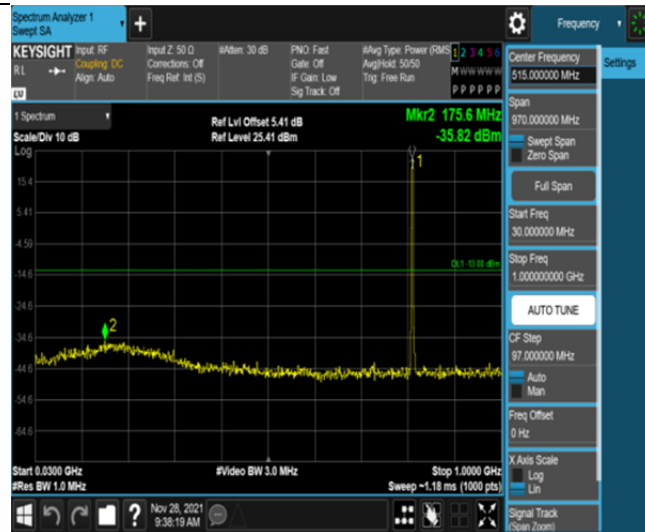 Spectrum Analyzer 1
Swept SA
+
Frequency
KEYSIGHT
RL
Input: RF
Coupling: DC
Align: Auto
Input Z: 50 Ω
Corrections: Off
Freq Ref: Int (S)
#Atten: 30 dB
PNO: Fast
Gate: Off
IF Gain: Low
Sig Track: Off
#Avg Type: Power (RMS
Avg|Hold: 50/50
Trig: Free Run
1 2 3 4 5 6
M W W W W W
P P P P P P
1 Spectrum
Scale/Div 10 dB
Ref Lvl Offset 5.41 dB
Ref Level 25.41 dBm
Mkr2 175.6 MHz
-35.82 dBm
Log
15.4
5.41
-4.59
-14.6
-24.6
-34.6
-44.6
-54.6
-64.6
1
DL1 -13.00 dBm
2
Start 0.0300 GHz
#Res BW 1.0 MHz
#Video BW 3.0 MHz
Stop 1.0000 GHz
Sweep ~1.18 ms (1000 pts)
Nov 28, 2021
9:38:19 AM
Center Frequency
515.000000 MHz
Settings
Span
970.000000 MHz
Swept Span
Zero Span
Full Span
Start Freq
30.000000 MHz
Stop Freq
1.000000000 GHz
AUTO TUNE
CF Step
97.000000 MHz
Auto
Man
Freq Offset
0 Hz
X Axis Scale
Log
Lin
Signal Track
(Span Zoom)